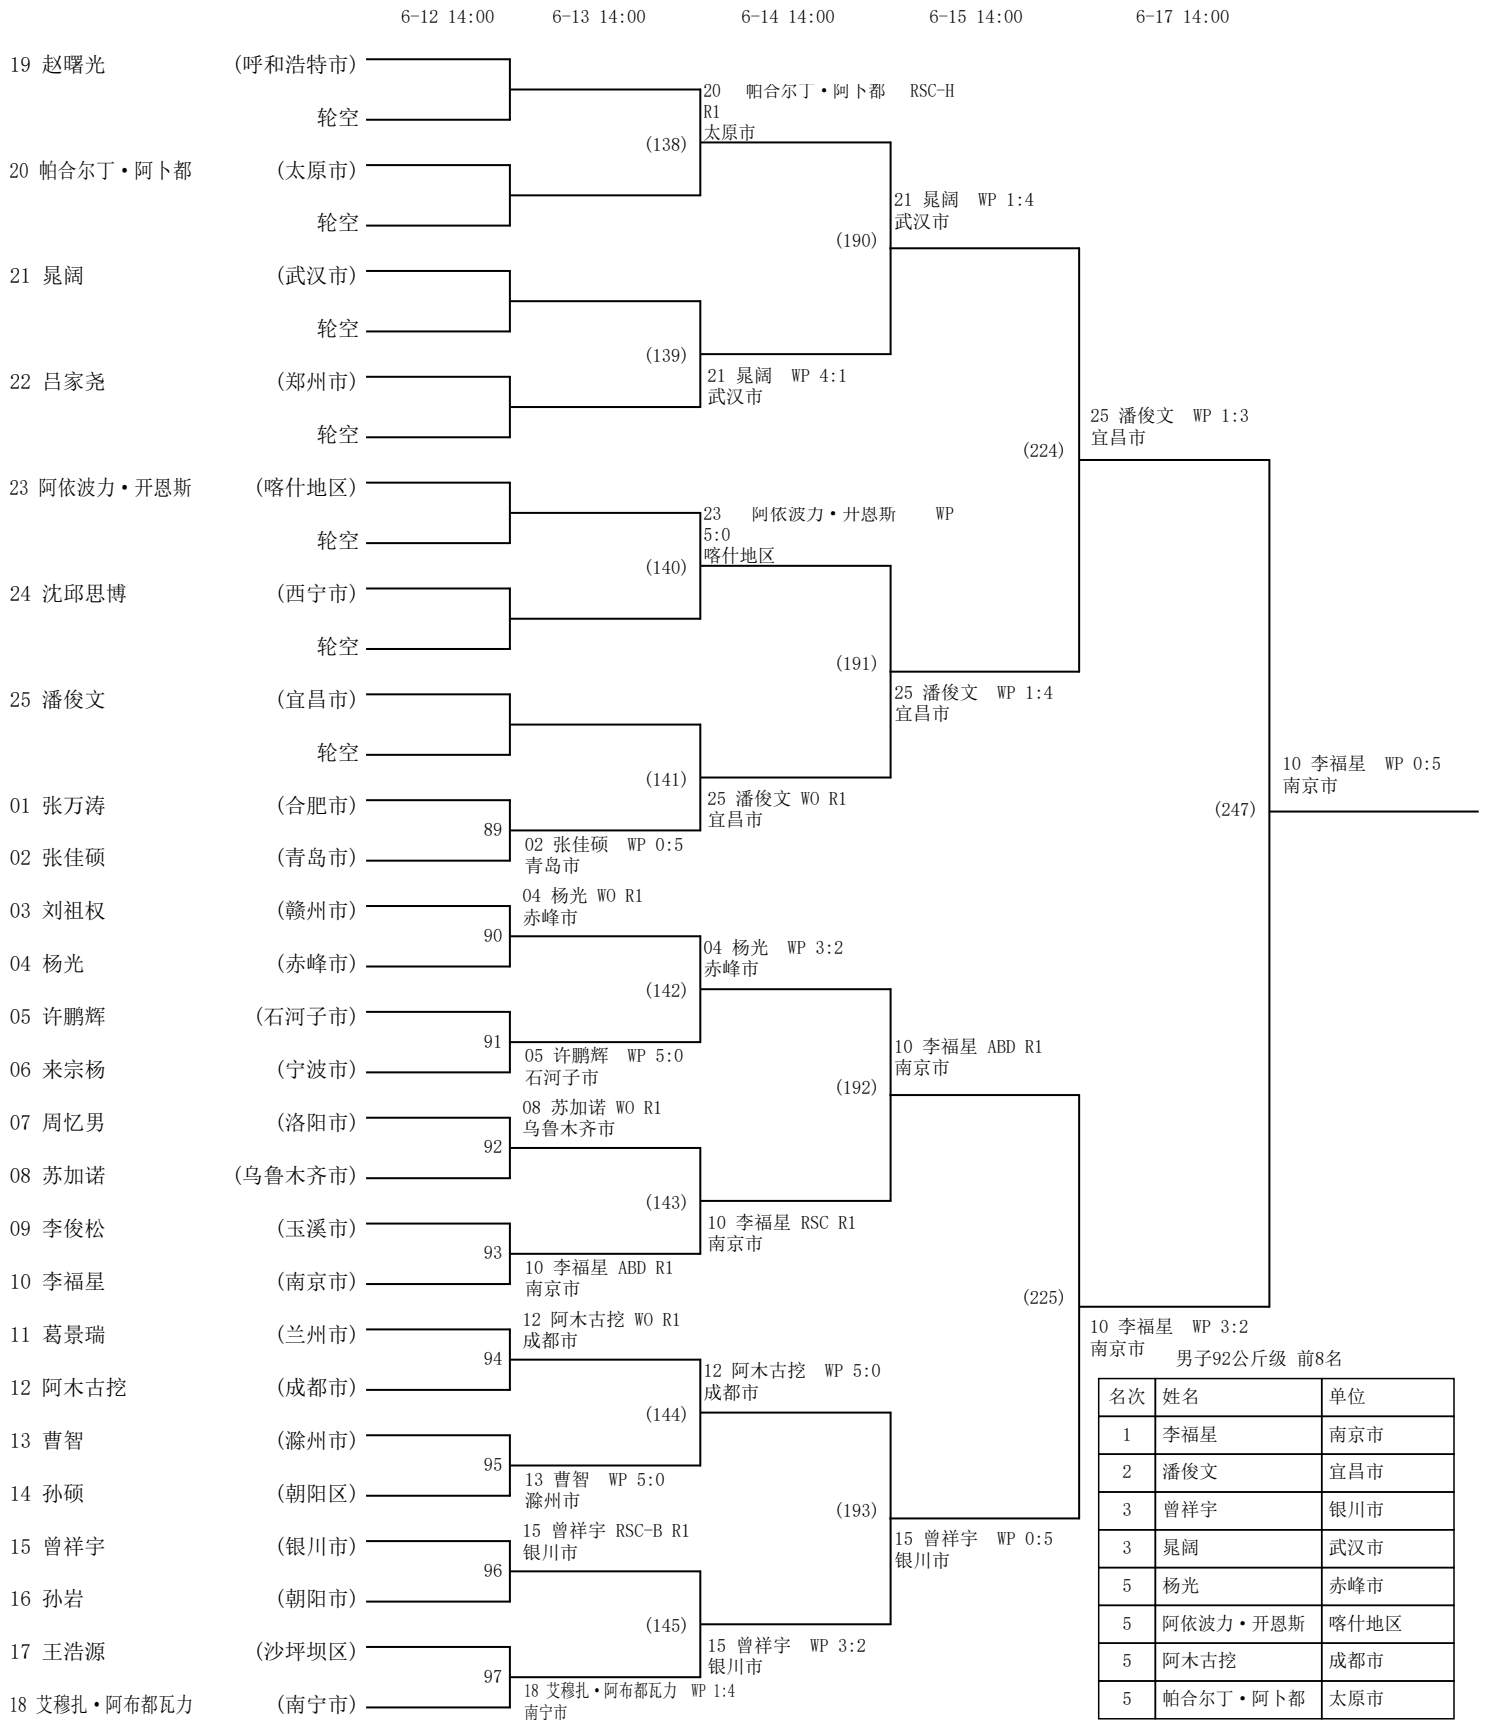 6-12 14:00 6-13 14:00 6-14 14:00 6-15 14:00 6-17 14:00
19 赵曙光 (呼和浩特市)
轮空
20 帕合尔丁·阿卜都 (太原市)
轮空
21 晁阔 (武汉市)
轮空
22 吕家尧 (郑州市)
轮空
23 阿依波力·开恩斯 (喀什地区)
轮空
24 沈邱思博 (西宁市)
轮空
25 潘俊文 (宜昌市)
轮空
01 张万涛 (合肥市)
02 张佳硕 (青岛市)
03 刘祖权 (赣州市)
04 杨光 (赤峰市)
05 许鹏辉 (石河子市)
06 来宗杨 (宁波市)
07 周忆男 (洛阳市)
08 苏加诺 (乌鲁木齐市)
09 李俊松 (玉溪市)
10 李福星 (南京市)
11 葛景瑞 (兰州市)
12 阿木古挖 (成都市)
13 曹智 (滁州市)
14 孙硕 (朝阳区)
15 曾祥宇 (银川市)
16 孙岩 (朝阳市)
17 王浩源 (沙坪坝区)
18 艾穆扎·阿布都瓦力 (南宁市)
89
02 张佳硕 WP 0:5
青岛市
04 杨光 WO R1
赤峰市
90
91
05 许鹏辉 WP 5:0
石河子市
08 苏加诺 WO R1
乌鲁木齐市
92
93
10 李福星 ABD R1
南京市
12 阿木古挖 WO R1
成都市
94
95
13 曹智 WP 5:0
滁州市
15 曾祥宇 RSC-B R1
银川市
96
97
18 艾穆扎·阿布都瓦力 WP 1:4
南宁市
20 帕合尔丁·阿卜都 RSC-H
R1
太原市
(138)
(139)
21 晁阔 WP 4:1
武汉市
23 阿依波力·开恩斯 WP
5:0
喀什地区
(140)
(141)
25 潘俊文 WO R1
宜昌市
04 杨光 WP 3:2
赤峰市
(142)
(143)
10 李福星 RSC R1
南京市
12 阿木古挖 WP 5:0
成都市
(144)
(145)
15 曾祥宇 WP 3:2
银川市
21 晁阔 WP 1:4
武汉市
(190)
(191)
25 潘俊文 WP 1:4
宜昌市
10 李福星 ABD R1
南京市
(192)
(193)
15 曾祥宇 WP 0:5
银川市
25 潘俊文 WP 1:3
宜昌市
(224)
(225)
10 李福星 WP 3:2
南京市
10 李福星 WP 0:5
南京市
(247)
男子92公斤级 前8名
名次 姓名 单位
1 李福星 南京市
2 潘俊文 宜昌市
3 曾祥宇 银川市
3 晁阔 武汉市
5 杨光 赤峰市
5 阿依波力·开恩斯 喀什地区
5 阿木古挖 成都市
5 帕合尔丁·阿卜都 太原市